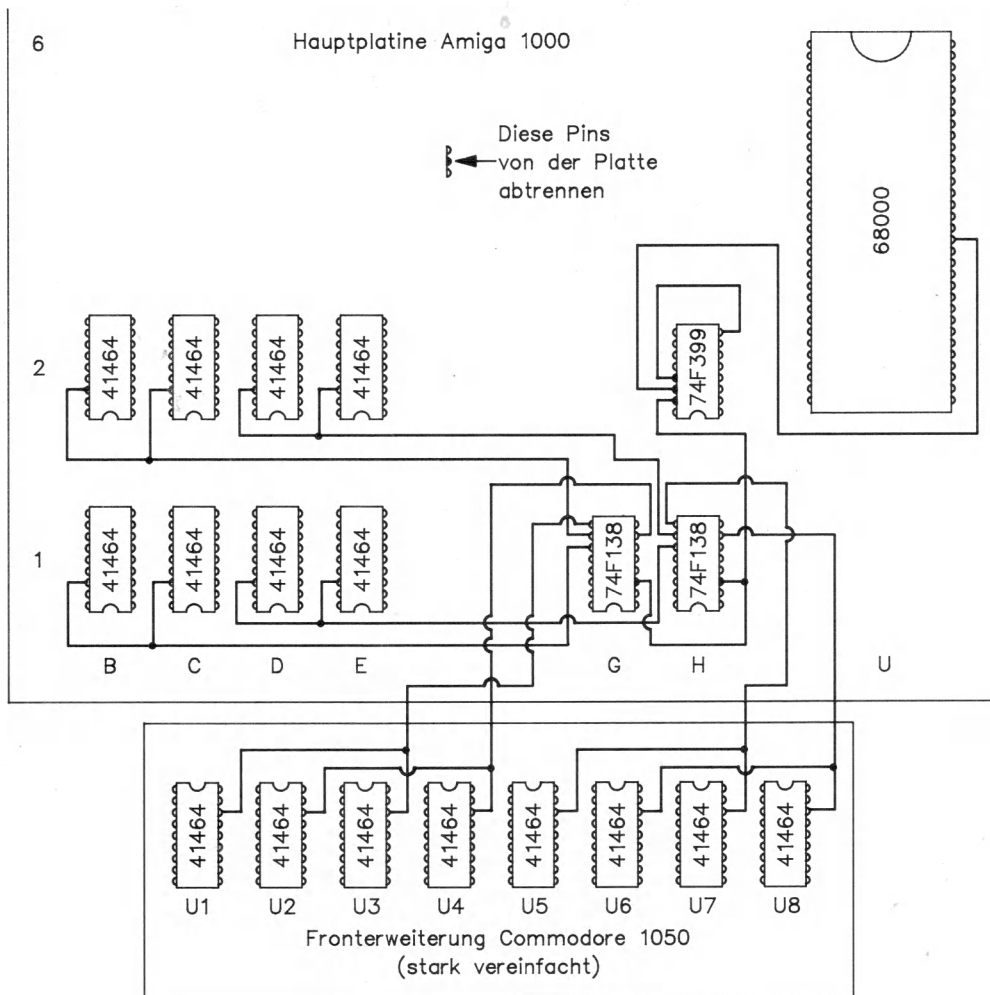 6
Hauptplatine Amiga 1000
Diese Pins
von der Platte
abtrennen
68000
2
41464 41464 41464 41464
74F399
1
41464 41464 41464 41464
74F138 74F138
B C D E G H U
41464 41464 41464 41464 41464 41464 41464 41464
U1 U2 U3 U4 U5 U6 U7 U8
Fronterweiterung Commodore 1050
(stark vereinfacht)